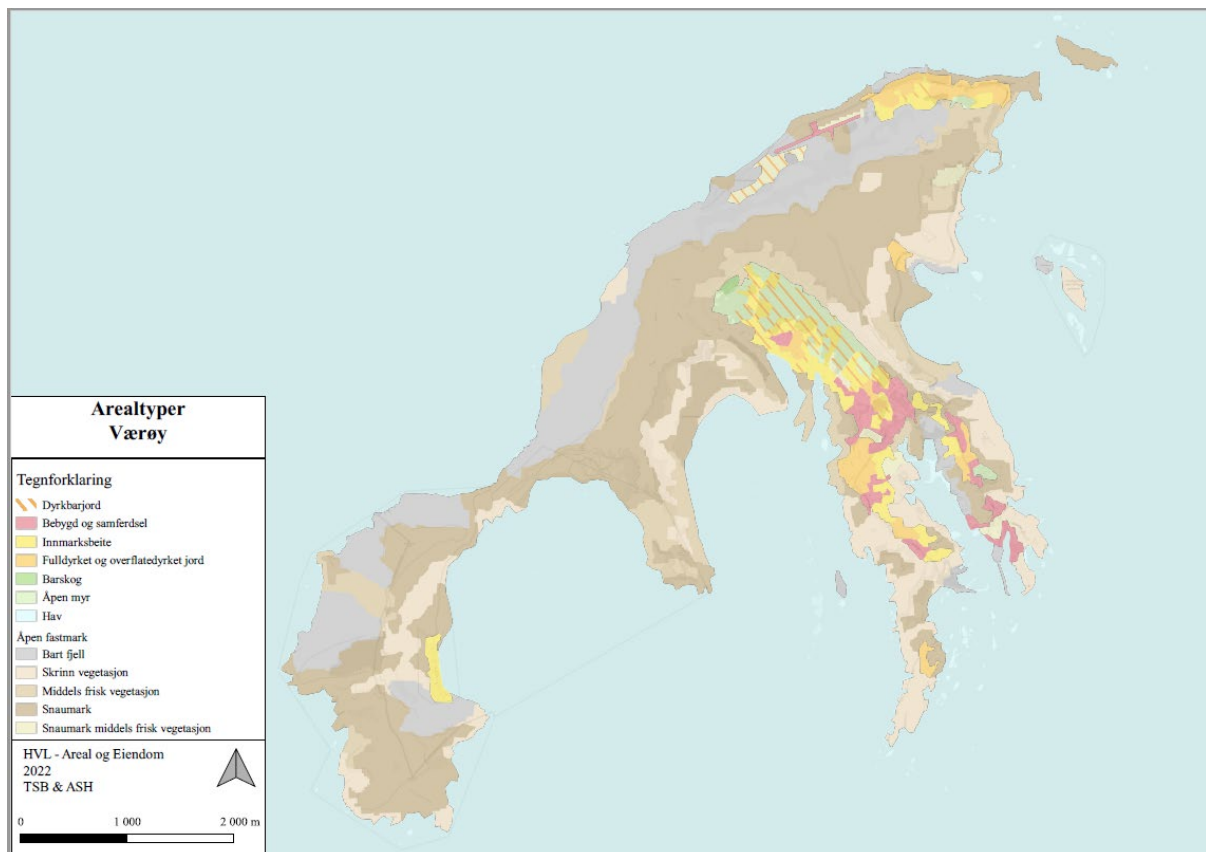 Arealtyper
Værøy
Tegnforklaring
Dyrkbarjord
Bebygd og samferdsel
Innmarksbeite
Fulldyrket og overflatedyrket jord
Barskog
Åpen myr
Hav
Åpen fastmark
Bart fjell
Skrinn vegetasjon
Middels frisk vegetasjon
Snaumark
Snaumark middels frisk vegetasjon
HVL - Areal og Eiendom
2022
TSB & ASH
0 1 000 2 000 m